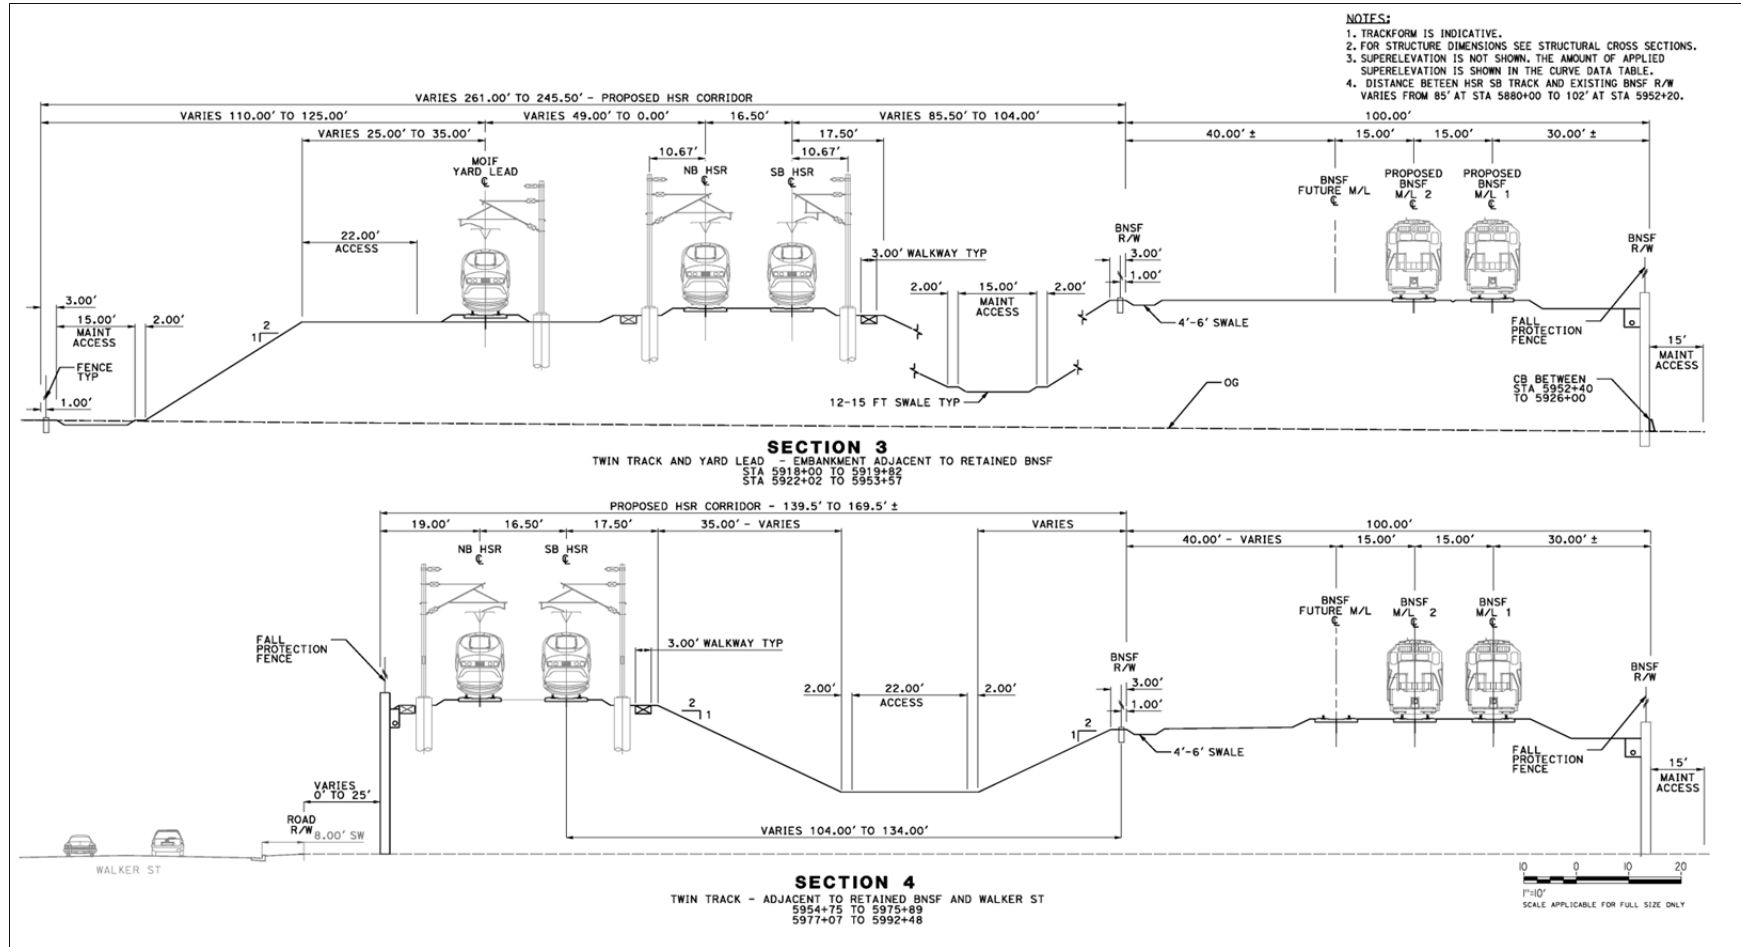 NOTES:
1. TRACKFORM IS INDICATIVE.
2. FOR STRUCTURE DIMENSIONS SEE STRUCTURAL CROSS SECTIONS.
3. SUPERELEVATION IS NOT SHOWN. THE AMOUNT OF APPLIED
SUPERELEVATION IS SHOWN IN THE CURVE DATA TABLE.
4. DISTANCE BETEEN HSR SB TRACK AND EXISTING BNSF R/W
VARIES FROM 85' AT STA 5880+00 TO 102' AT STA 5952+20.
VARIES 261.00' TO 245.50' - PROPOSED HSR CORRIDOR
VARIES 110.00' TO 125.00'
VARIES 49.00' TO 0.00'
16.50'
VARIES 85.50' TO 104.00'
100.00'
VARIES 25.00' TO 35.00'
17.50'
40.00' ±
15.00'
15.00'
30.00' ±
10.67'
10.67'
MOIF
YARD LEAD
℄
NB HSR
℄
SB HSR
℄
BNSF
FUTURE M/L
℄
PROPOSED
BNSF
M/L 2
℄
PROPOSED
BNSF
M/L 1
℄
22.00'
ACCESS
3.00' WALKWAY TYP
BNSF
R/W
3.00'
1.00'
BNSF
R/W
2.00'
15.00'
MAINT
ACCESS
2.00'
3.00'
15.00'
MAINT
ACCESS
2.00'
2
1
FENCE
TYP
1.00'
4'-6' SWALE
FALL
PROTECTION
FENCE
15'
MAINT
ACCESS
12-15 FT SWALE TYP
OG
CB BETWEEN
STA 5952+40
TO 5926+00
SECTION 3
TWIN TRACK AND YARD LEAD - EMBANKMENT ADJACENT TO RETAINED BNSF
STA 5918+00 TO 5919+82
STA 5922+02 TO 5953+57
PROPOSED HSR CORRIDOR - 139.5' TO 169.5' ±
19.00'
16.50'
17.50'
35.00' - VARIES
VARIES
100.00'
40.00' - VARIES
15.00'
15.00'
30.00' ±
NB HSR
℄
SB HSR
℄
BNSF
FUTURE M/L
℄
BNSF
M/L 2
℄
BNSF
M/L 1
℄
FALL
PROTECTION
FENCE
3.00' WALKWAY TYP
BNSF
R/W
3.00'
1.00'
BNSF
R/W
2.00'
22.00'
ACCESS
2.00'
2
1
2
1
4'-6' SWALE
FALL
PROTECTION
FENCE
15'
MAINT
ACCESS
VARIES
0' TO 25'
ROAD
R/W
8.00' SW
VARIES 104.00' TO 134.00'
WALKER ST
SECTION 4
TWIN TRACK - ADJACENT TO RETAINED BNSF AND WALKER ST
5954+75 TO 5975+89
5977+07 TO 5992+48
10 0 10 20
1"=10'
SCALE APPLICABLE FOR FULL SIZE ONLY